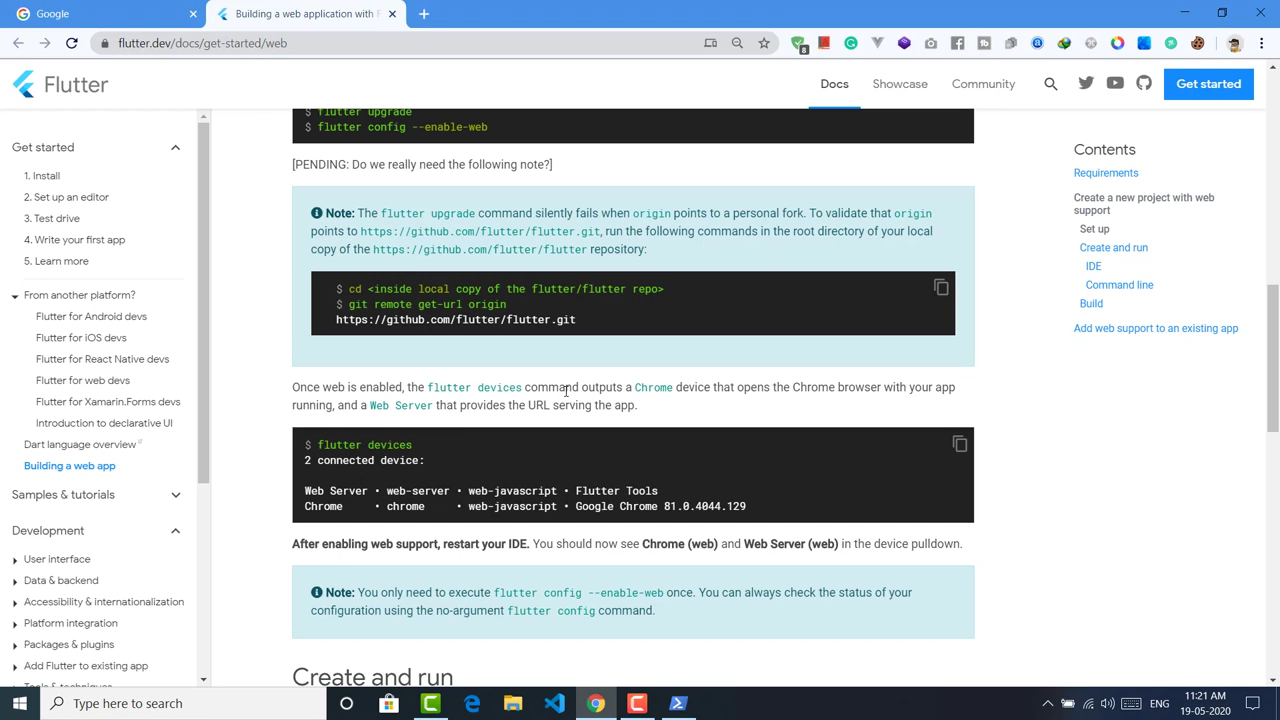 Google
Building a web application with F
flutter.dev/docs/get-started/web
8
Flutter
Docs
Showcase
Community
Get started
Get started
1. Install
2. Set up an editor
3. Test drive
4. Write your first app
5. Learn more
From another platform?
Flutter for Android devs
Flutter for iOS devs
Flutter for React Native devs
Flutter for web devs
Flutter for Xamarin.Forms devs
Introduction to declarative UI
Dart language overview
Building a web app
Samples & tutorials
Development
User interface
Data & backend
Accessibility & internationalization
Platform integration
Packages & plugins
Add Flutter to existing app
Tools & techniques
$ flutter upgrade
$ flutter config --enable-web
[PENDING: Do we really need the following note?]
Note: The flutter upgrade command silently fails when origin points to a personal fork. To validate that origin
points to https://github.com/flutter/flutter.git, run the following commands in the root directory of your local
copy of the https://github.com/flutter/flutter repository:
$ cd <inside local copy of the flutter/flutter repo>
$ git remote get-url origin
https://github.com/flutter/flutter.git
Once web is enabled, the flutter devices command outputs a Chrome device that opens the Chrome browser with your app
running, and a Web Server that provides the URL serving the app.
$ flutter devices
2 connected device:
Web Server • web-server • web-javascript • Flutter Tools
Chrome • chrome • web-javascript • Google Chrome 81.0.4044.129
After enabling web support, restart your IDE. You should now see Chrome (web) and Web Server (web) in the device pulldown.
Note: You only need to execute flutter config --enable-web once. You can always check the status of your
configuration using the no-argument flutter config command.
Create and run
Contents
Requirements
Create a new project with web
support
Set up
Create and run
IDE
Command line
Build
Add web support to an existing app
Type here to search
ENG
11:21 AM
19-05-2020